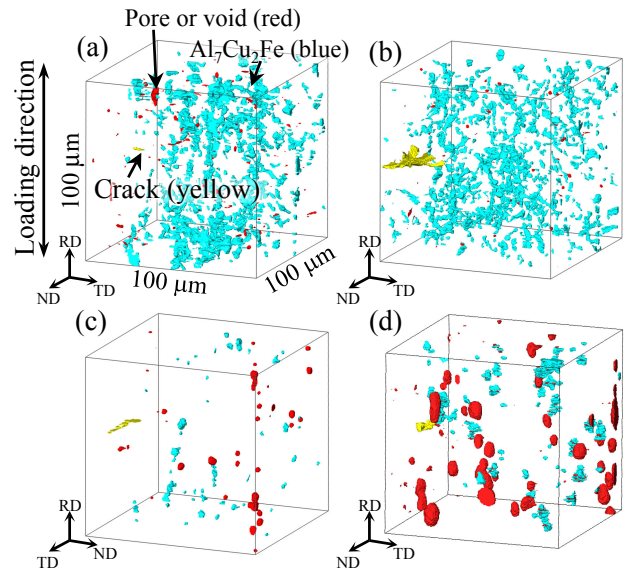 Pore or void (red)
(a)
Al₇Cu₂Fe (blue)
(b)
Loading direction
100 μm
Crack (yellow)
100 μm
100 μm
RD
ND
TD
RD
ND
TD
(c)
(d)
RD
TD
ND
RD
TD
ND